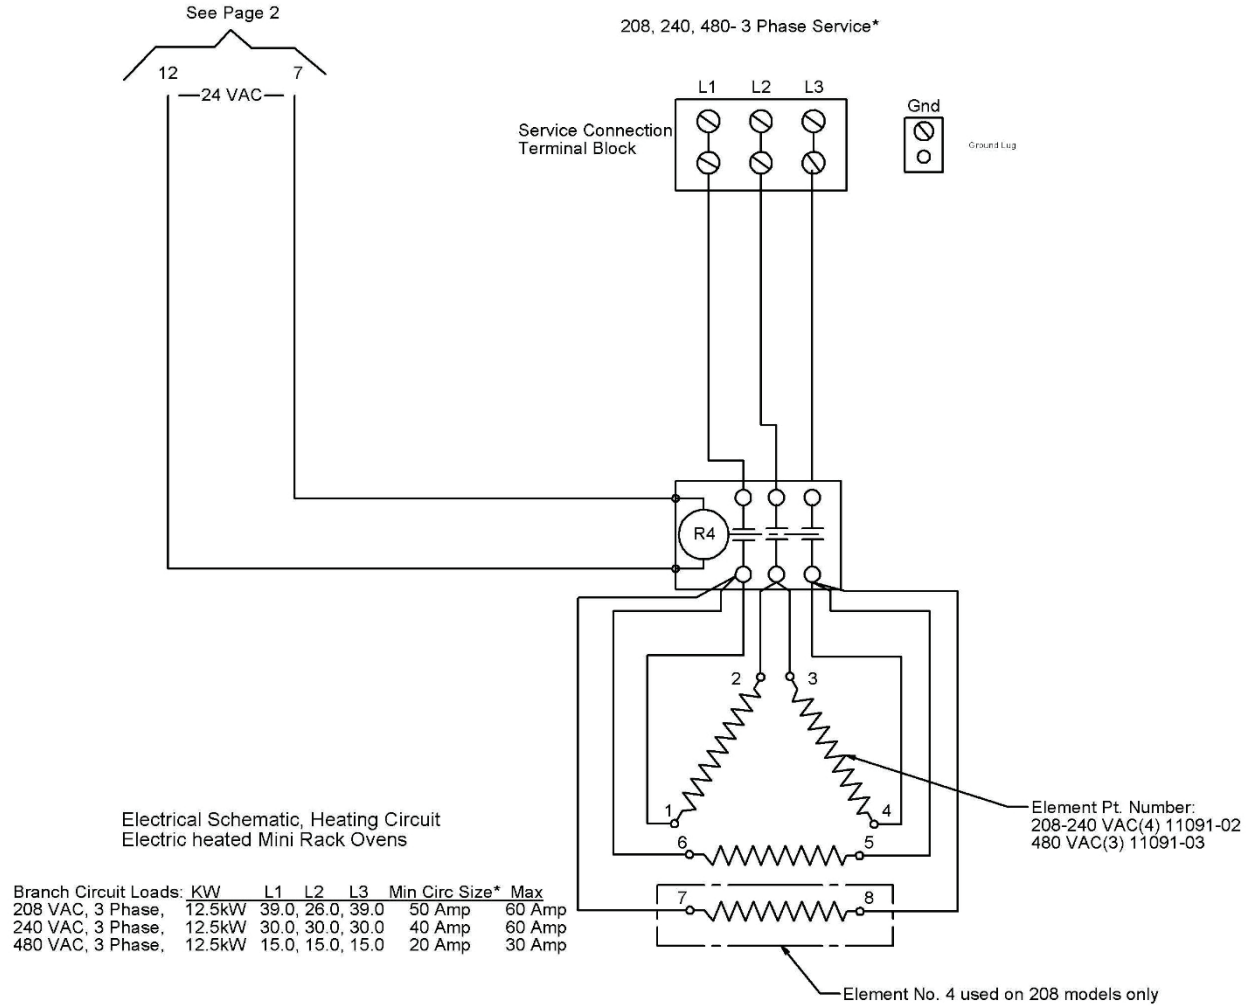 See Page 2
12 7
24 VAC
208, 240, 480- 3 Phase Service*
L1 L2 L3
Service Connection
Terminal Block
Gnd
Ground Lug
R4
2 3
1 4
6 5
7 8
Element Pt. Number:
208-240 VAC(4) 11091-02
480 VAC(3) 11091-03
Electrical Schematic, Heating Circuit
Electric heated Mini Rack Ovens
Branch Circuit Loads: KW L1 L2 L3 Min Circ Size* Max
208 VAC, 3 Phase, 12.5kW 39.0, 26.0, 39.0 50 Amp 60 Amp
240 VAC, 3 Phase, 12.5kW 30.0, 30.0, 30.0 40 Amp 60 Amp
480 VAC, 3 Phase, 12.5kW 15.0, 15.0, 15.0 20 Amp 30 Amp
Element No. 4 used on 208 models only